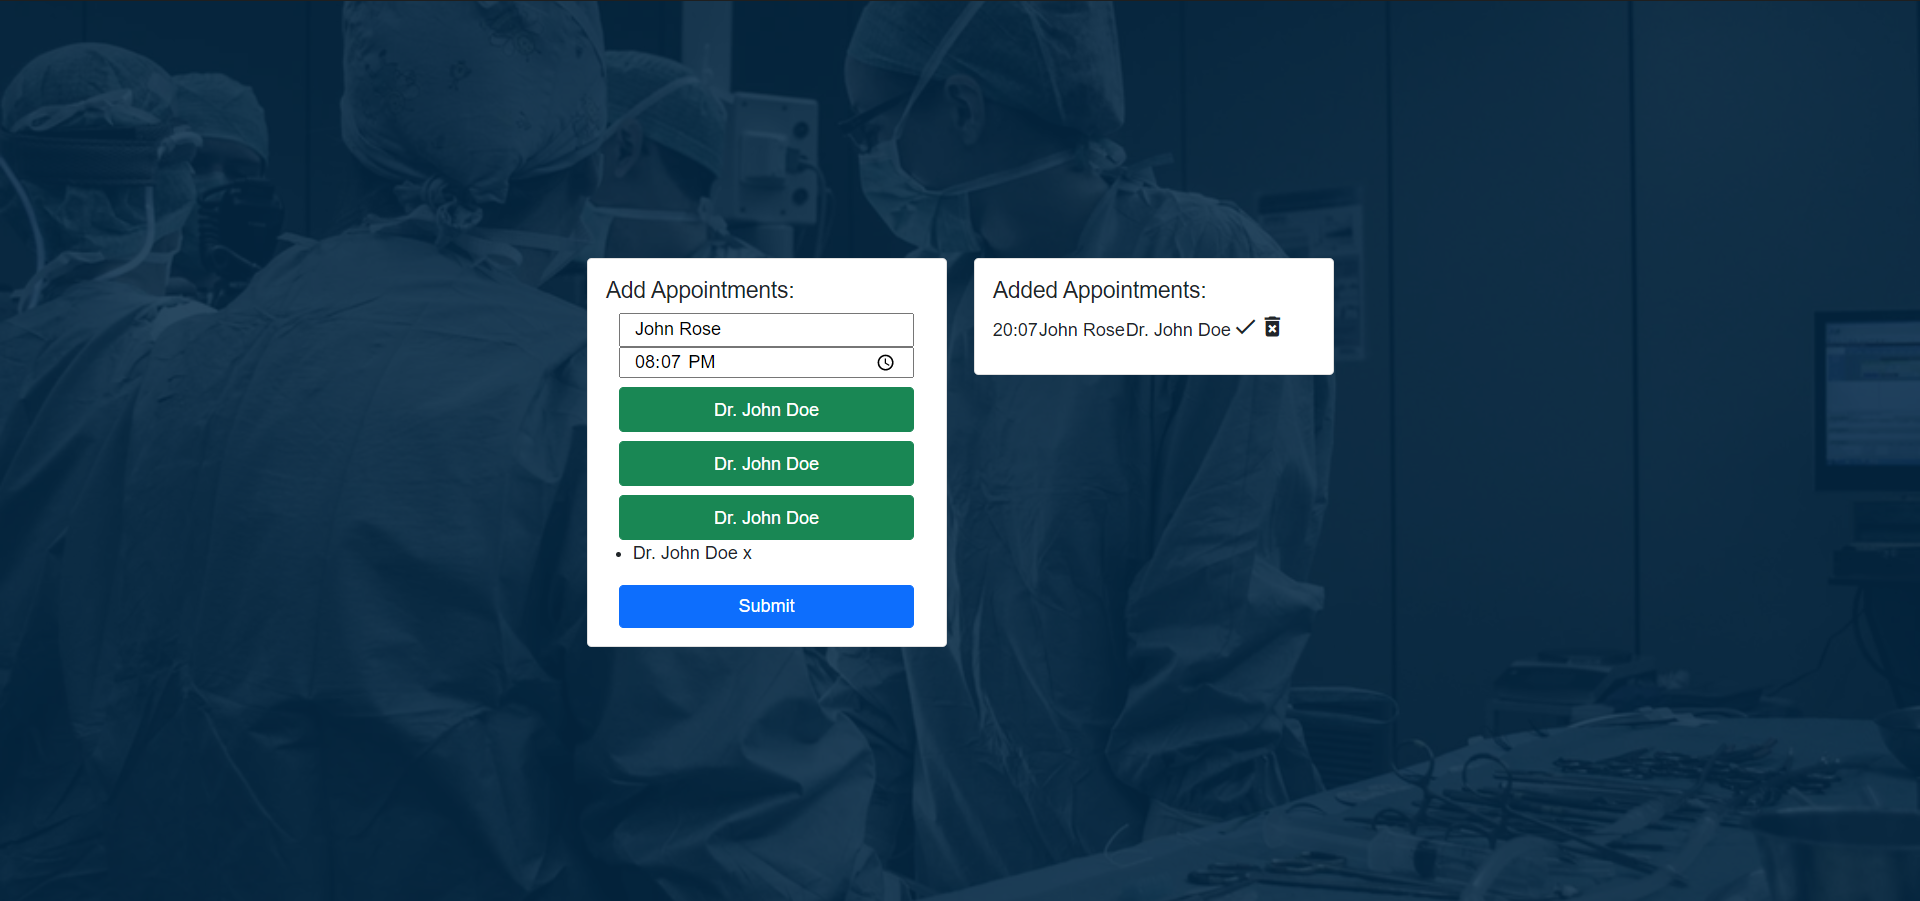 Add Appointments:
John Rose
08:07 PM
Dr. John Doe
Dr. John Doe
Dr. John Doe
• Dr. John Doe x
Submit
Added Appointments:
20:07John RoseDr. John Doe